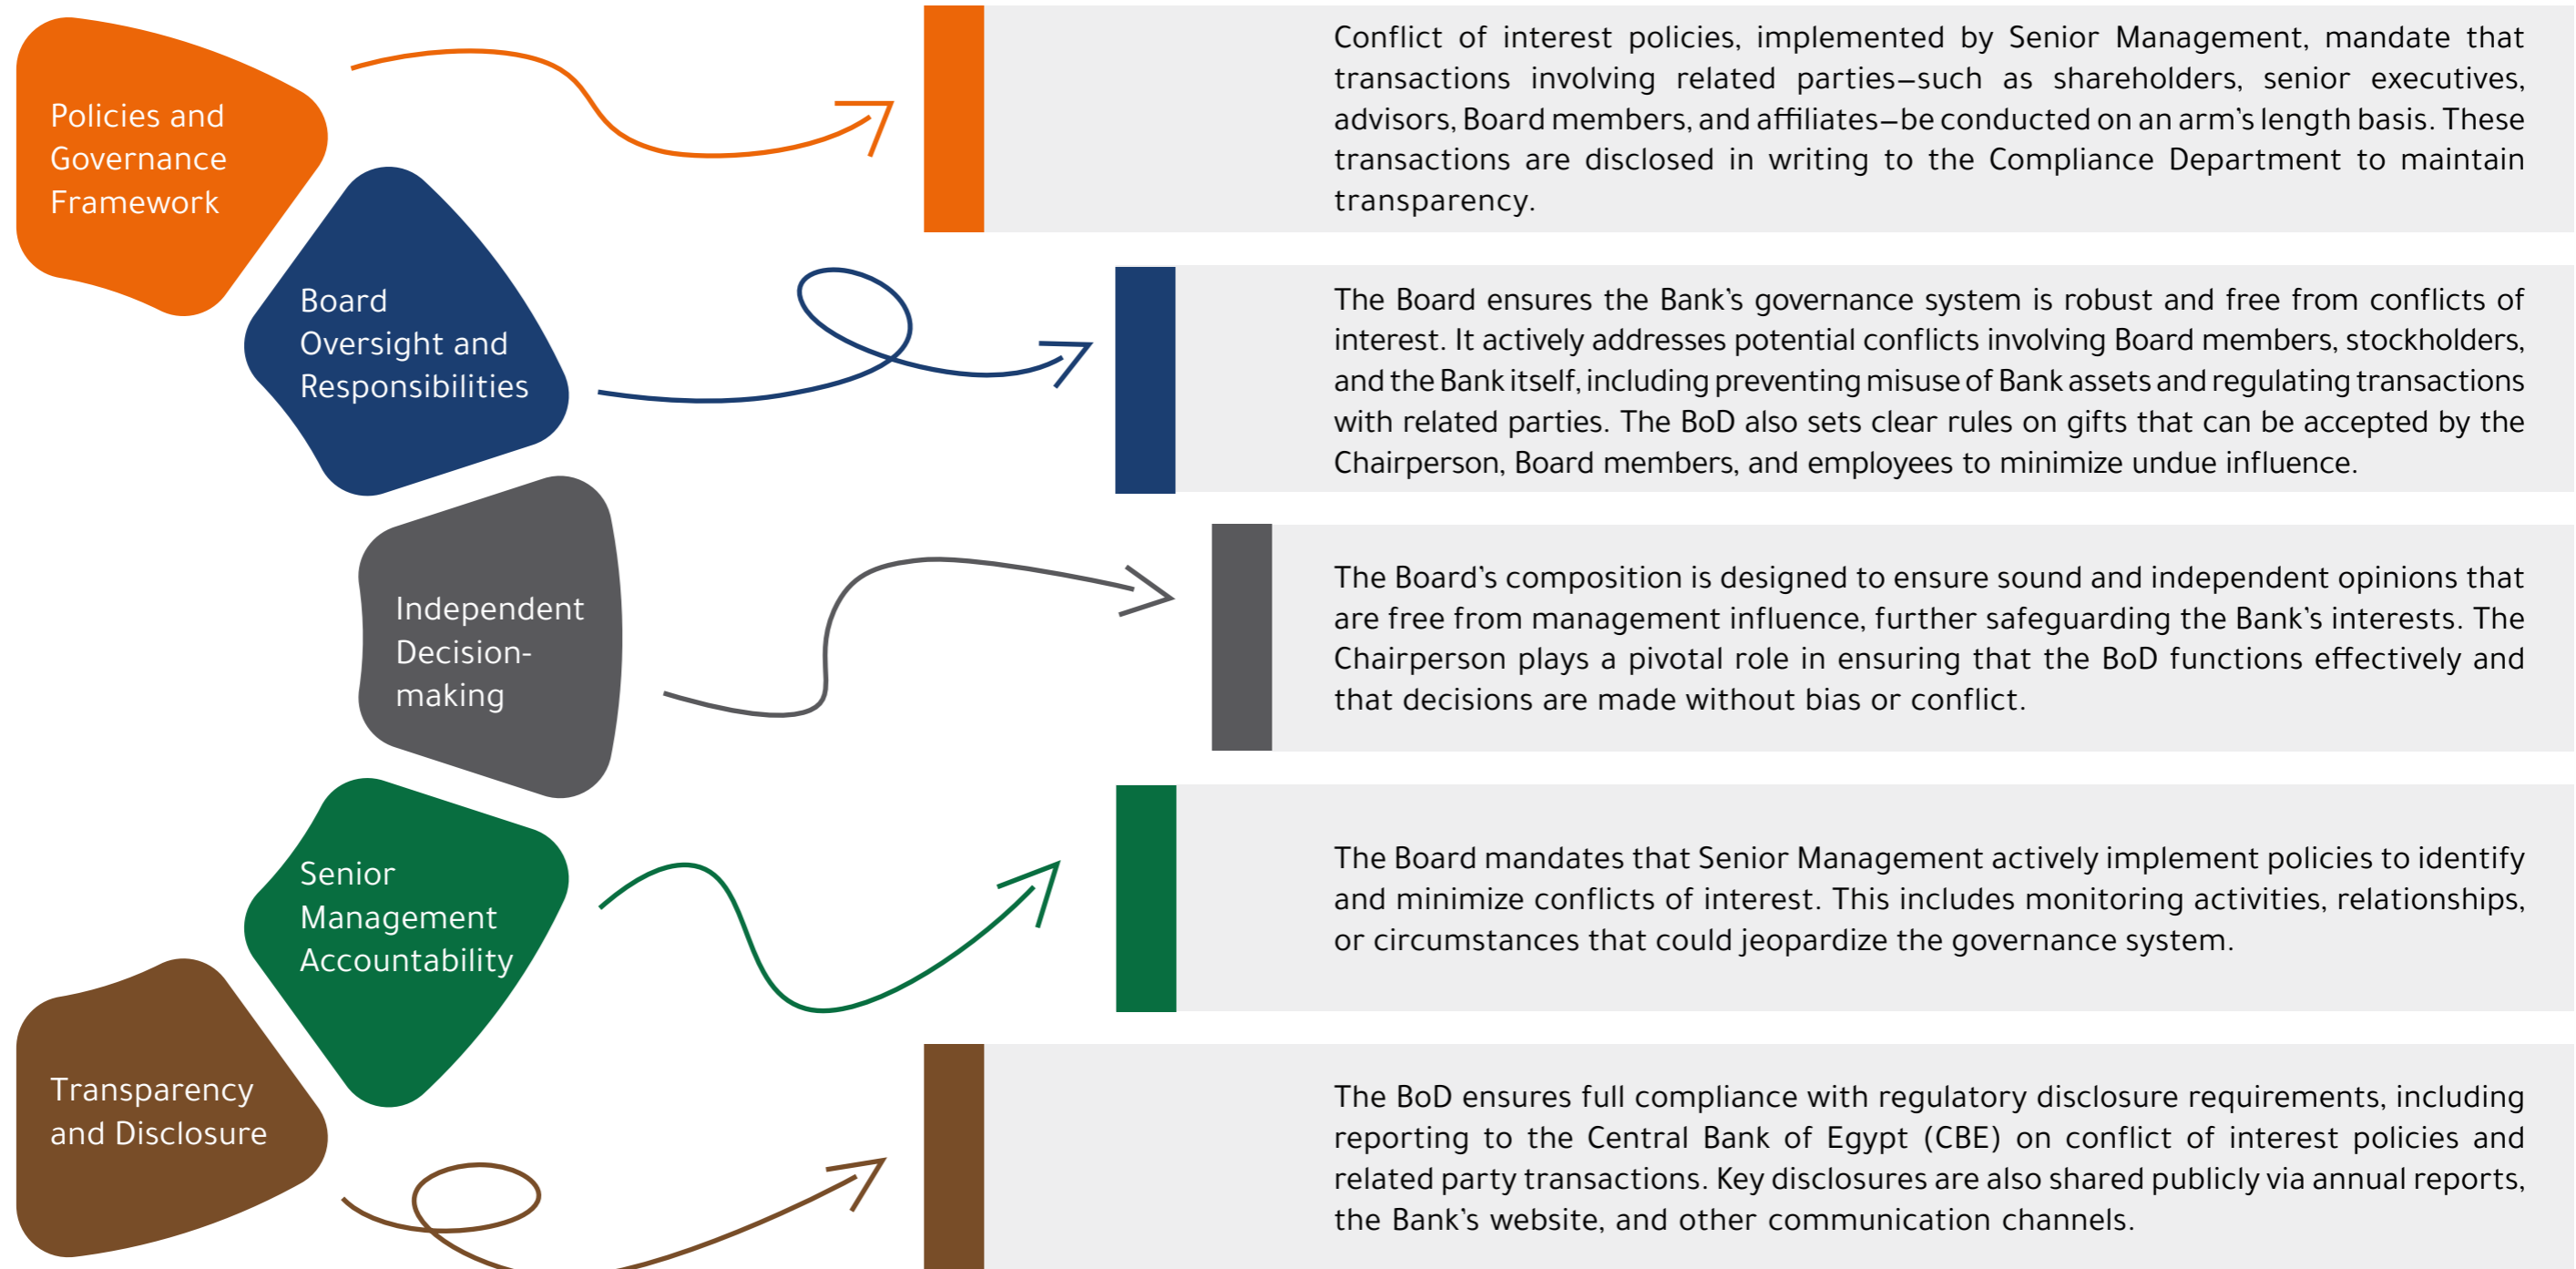 Policies and
Governance
Framework
Conflict of interest policies, implemented by Senior Management, mandate that
transactions involving related parties—such as shareholders, senior executives,
advisors, Board members, and affiliates—be conducted on an arm's length basis. These
transactions are disclosed in writing to the Compliance Department to maintain
transparency.
Board
Oversight and
Responsibilities
The Board ensures the Bank's governance system is robust and free from conflicts of
interest. It actively addresses potential conflicts involving Board members, stockholders,
and the Bank itself, including preventing misuse of Bank assets and regulating transactions
with related parties. The BoD also sets clear rules on gifts that can be accepted by the
Chairperson, Board members, and employees to minimize undue influence.
Independent
Decision-
making
The Board's composition is designed to ensure sound and independent opinions that
are free from management influence, further safeguarding the Bank's interests. The
Chairperson plays a pivotal role in ensuring that the BoD functions effectively and
that decisions are made without bias or conflict.
Senior
Management
Accountability
The Board mandates that Senior Management actively implement policies to identify
and minimize conflicts of interest. This includes monitoring activities, relationships,
or circumstances that could jeopardize the governance system.
Transparency
and Disclosure
The BoD ensures full compliance with regulatory disclosure requirements, including
reporting to the Central Bank of Egypt (CBE) on conflict of interest policies and
related party transactions. Key disclosures are also shared publicly via annual reports,
the Bank's website, and other communication channels.